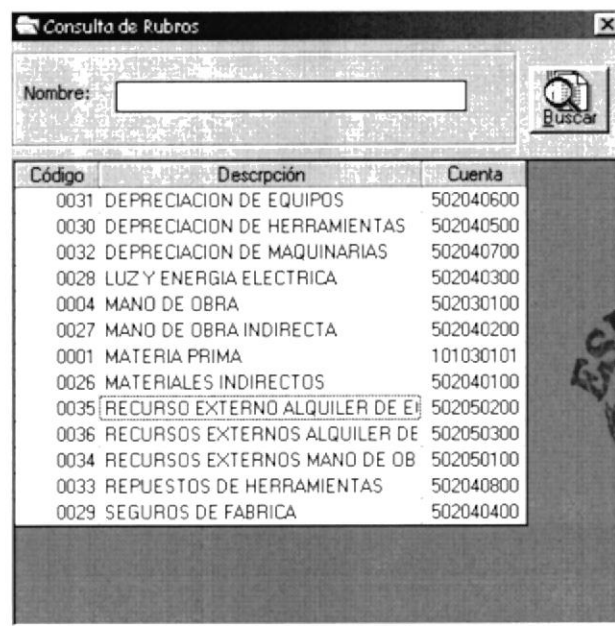 Consulta de Rubros
Nombre:
Buscar
Código Descrpción Cuenta
0031 DEPRECIACION DE EQUIPOS 502040600
0030 DEPRECIACION DE HERRAMIENTAS 502040500
0032 DEPRECIACION DE MAQUINARIAS 502040700
0028 LUZ Y ENERGIA ELECTRICA 502040300
0004 MANO DE OBRA 502030100
0027 MANO DE OBRA INDIRECTA 502040200
0001 MATERIA PRIMA 101030101
0026 MATERIALES INDIRECTOS 502040100
0035 RECURSO EXTERNO ALQUILER DE 502050200
0036 RECURSOS EXTERNOS ALQUILER DE 502050300
0034 RECURSOS EXTERNOS MANO DE OB 502050100
0033 REPUESTOS DE HERRAMIENTAS 502040800
0029 SEGUROS DE FABRICA 502040400